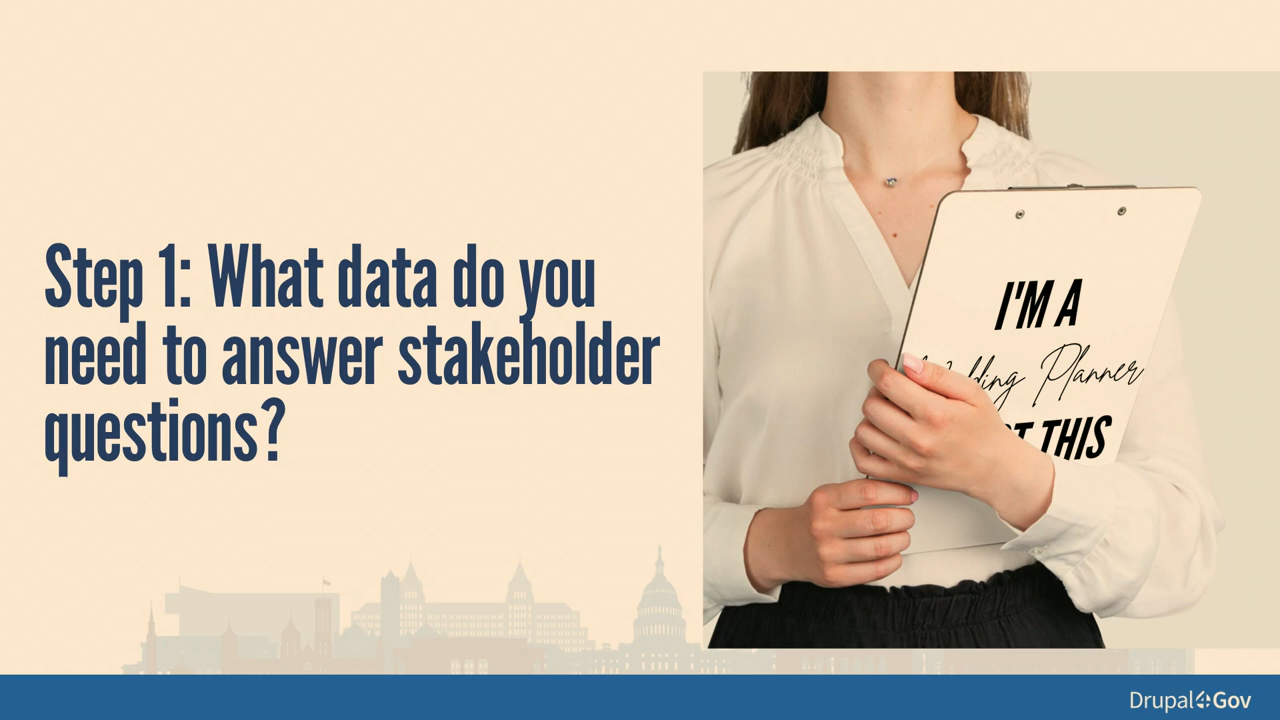 Step 1: What data do you
need to answer stakeholder
questions?
I'M A
Planner
THIS
Drupal4Gov